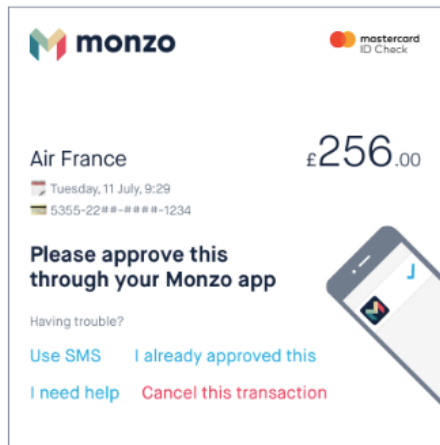 monzo
mastercard
ID Check
Air France £256.00
Tuesday, 11 July, 9:29
5355-22##-####-1234
Please approve this
through your Monzo app
Having trouble?
Use SMS I already approved this
I need help Cancel this transaction